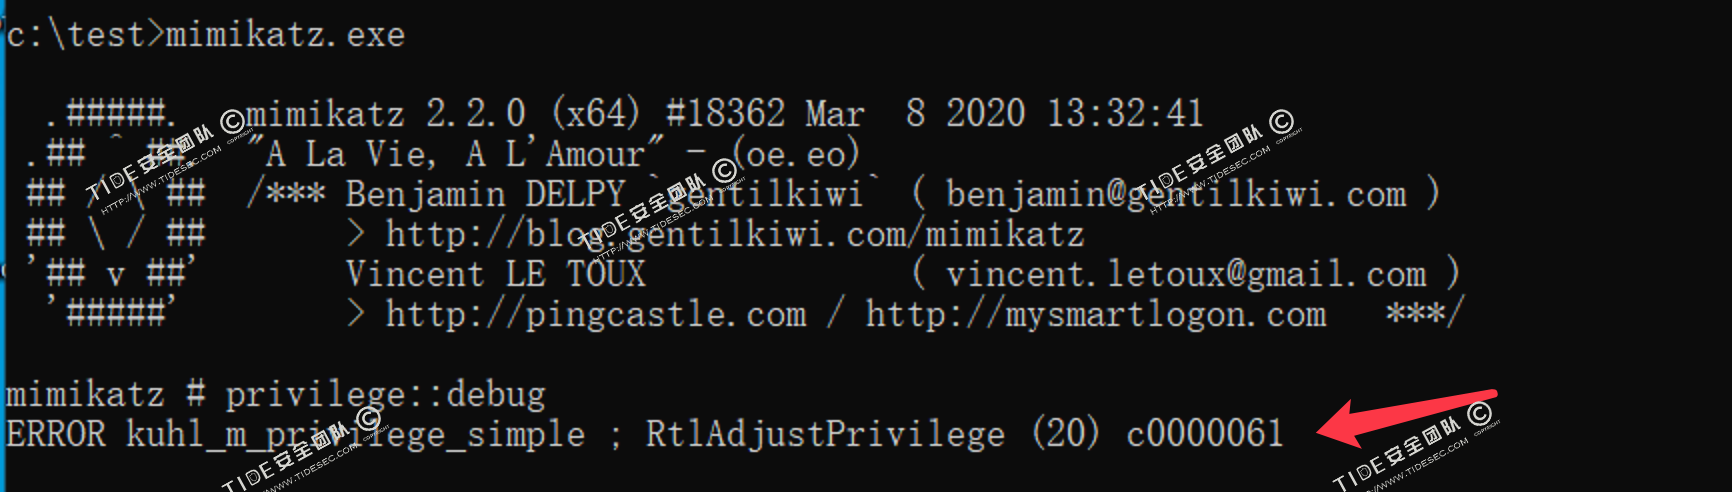 c:\test>mimikatz.exe
.#####. mimikatz 2.2.0 (x64) #18362 Mar 8 2020 13:32:41
.## ^ ##. "A La Vie, A L'Amour" - (oe.eo)
## / \ ## /*** Benjamin DELPY `gentilkiwi` ( benjamin@gentilkiwi.com )
## \ / ## > http://blog.gentilkiwi.com/mimikatz
'## v ##' Vincent LE TOUX ( vincent.letoux@gmail.com )
'#####' > http://pingcastle.com / http://mysmartlogon.com ***/
mimikatz # privilege::debug
ERROR kuhl_m_privilege_simple ; RtlAdjustPrivilege (20) c0000061
TIDE安全团队 © COPYRIGHT
HTTP://WWW.TIDESEC.COM
TIDE安全团队 © COPYRIGHT
HTTP://WWW.TIDESEC.COM
TIDE安全团队 © COPYRIGHT
HTTP://WWW.TIDESEC.COM
TIDE安全团队 © COPYRIGHT
HTTP://WWW.TIDESEC.COM
TIDE安全团队 © COPYRIGHT
HTTP://WWW.TIDESEC.COM